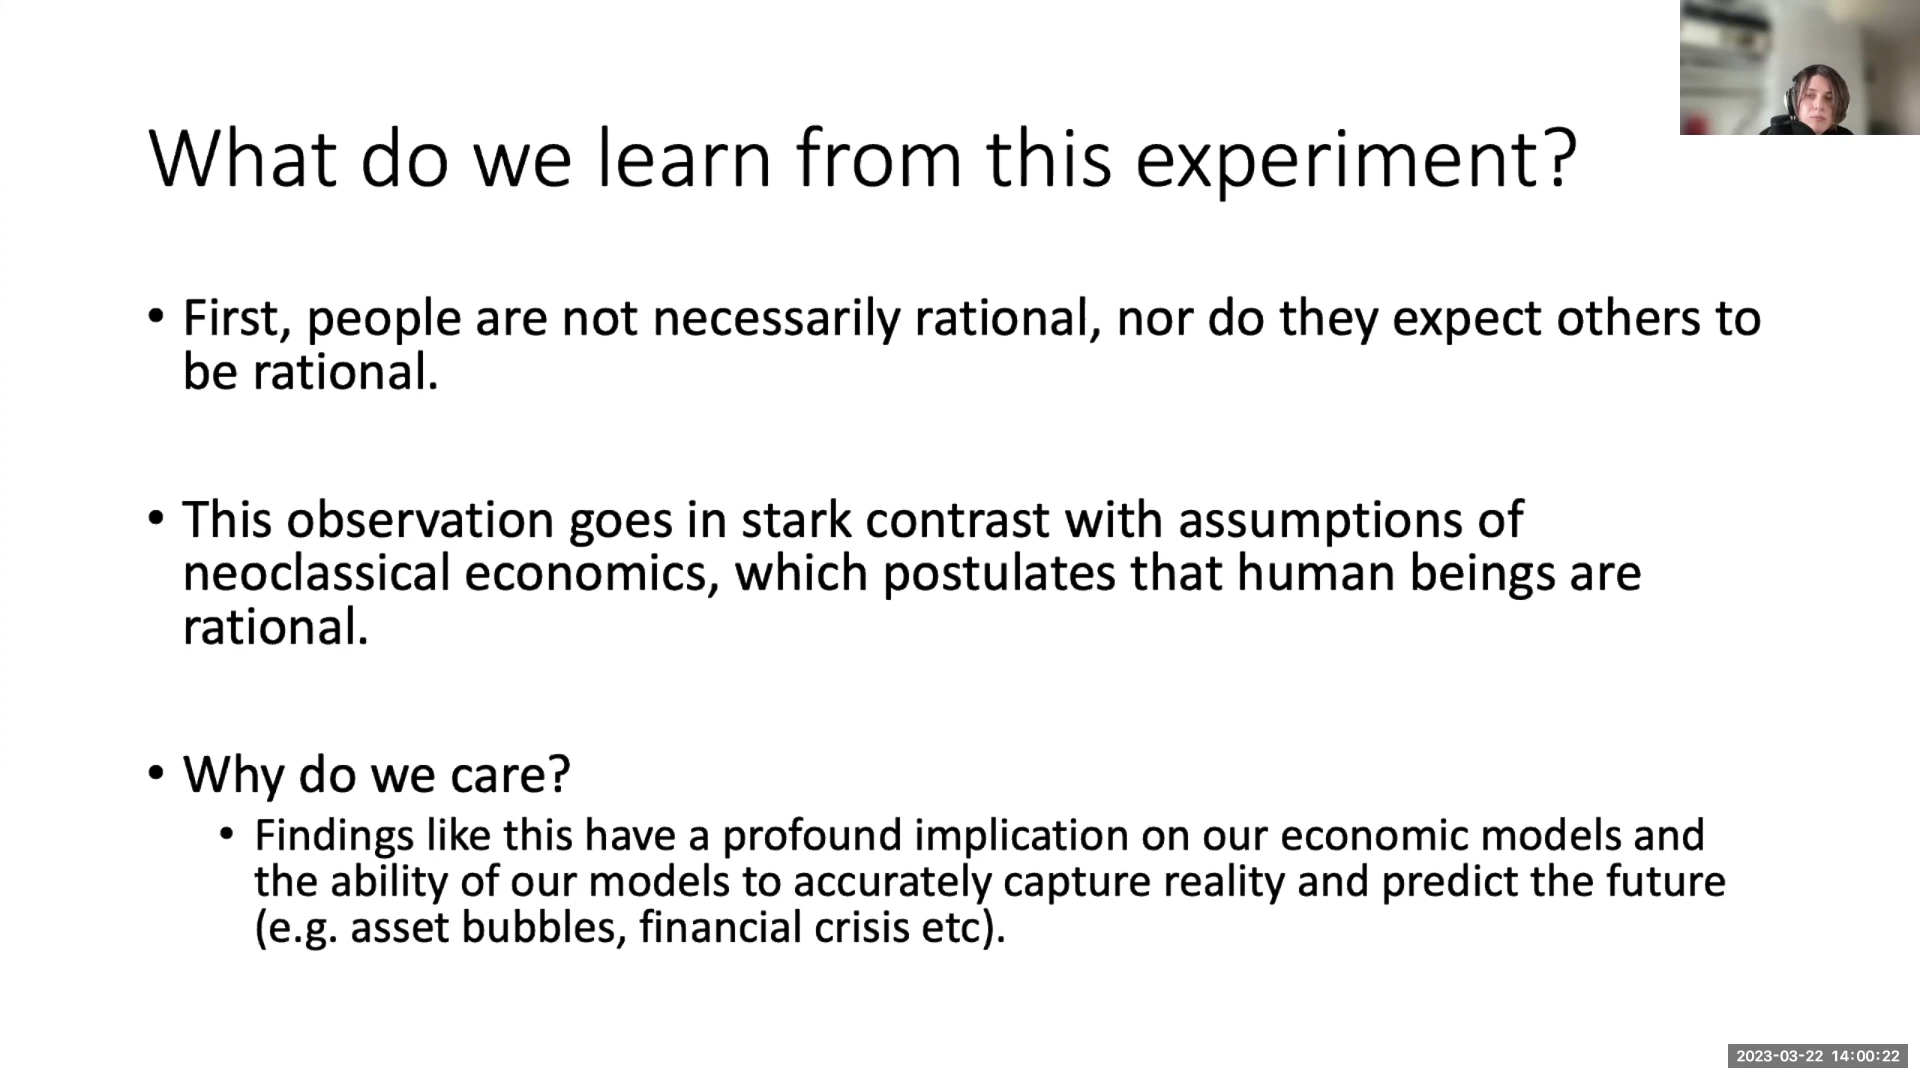 What do we learn from this experiment?
• First, people are not necessarily rational, nor do they expect others to
be rational.
• This observation goes in stark contrast with assumptions of
neoclassical economics, which postulates that human beings are
rational.
• Why do we care?
• Findings like this have a profound implication on our economic models and
the ability of our models to accurately capture reality and predict the future
(e.g. asset bubbles, financial crisis etc).
2023-03-22 14:00:22